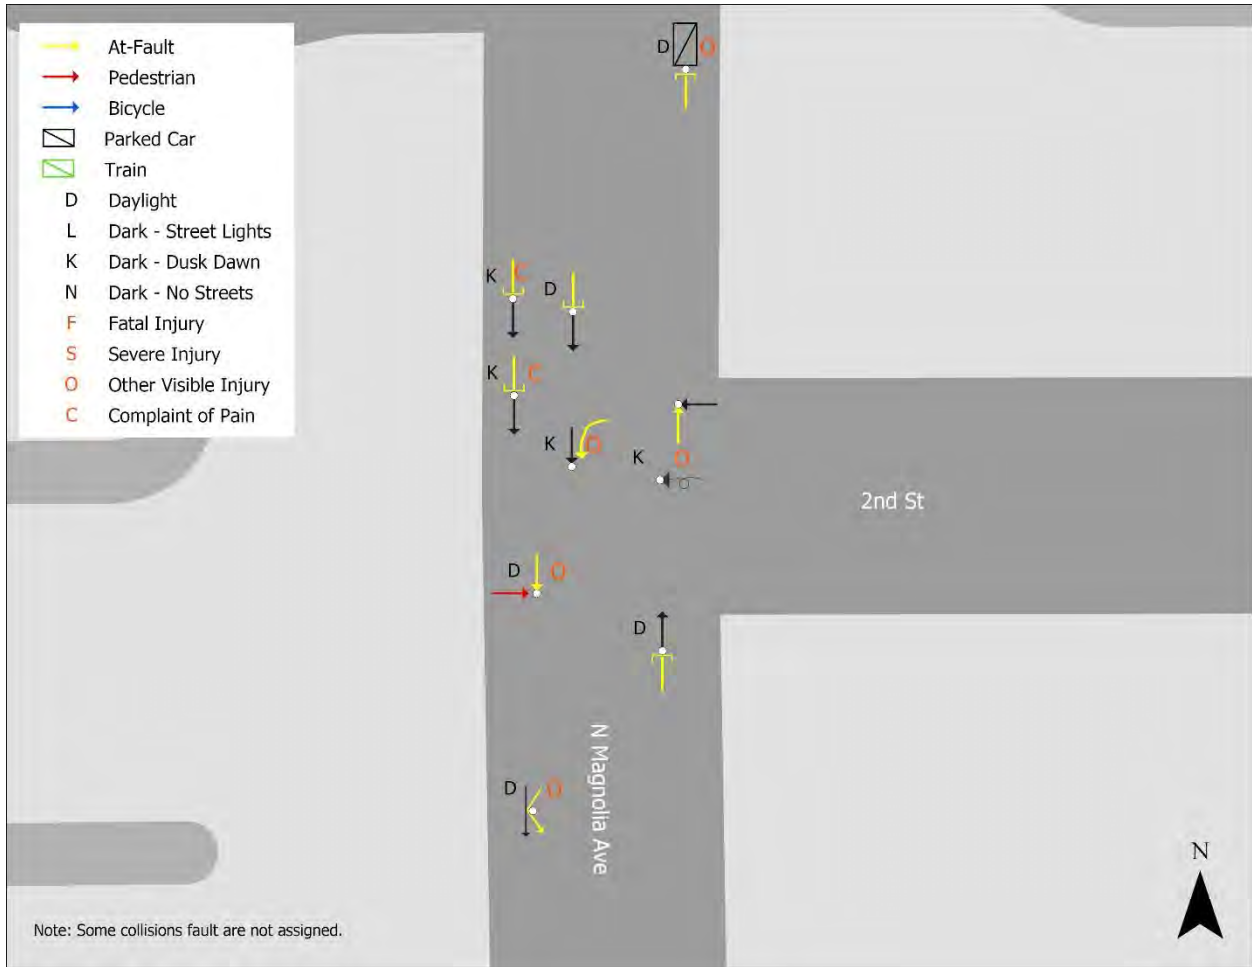 At-Fault
Pedestrian
Bicycle
Parked Car
Train
D Daylight
L Dark - Street Lights
K Dark - Dusk Dawn
N Dark - No Streets
F Fatal Injury
S Severe Injury
O Other Visible Injury
C Complaint of Pain
D O
K C
D
K C
K O
O
K
2nd St
D O
D
N Magnolia Ave
D O
N
Note: Some collisions fault are not assigned.